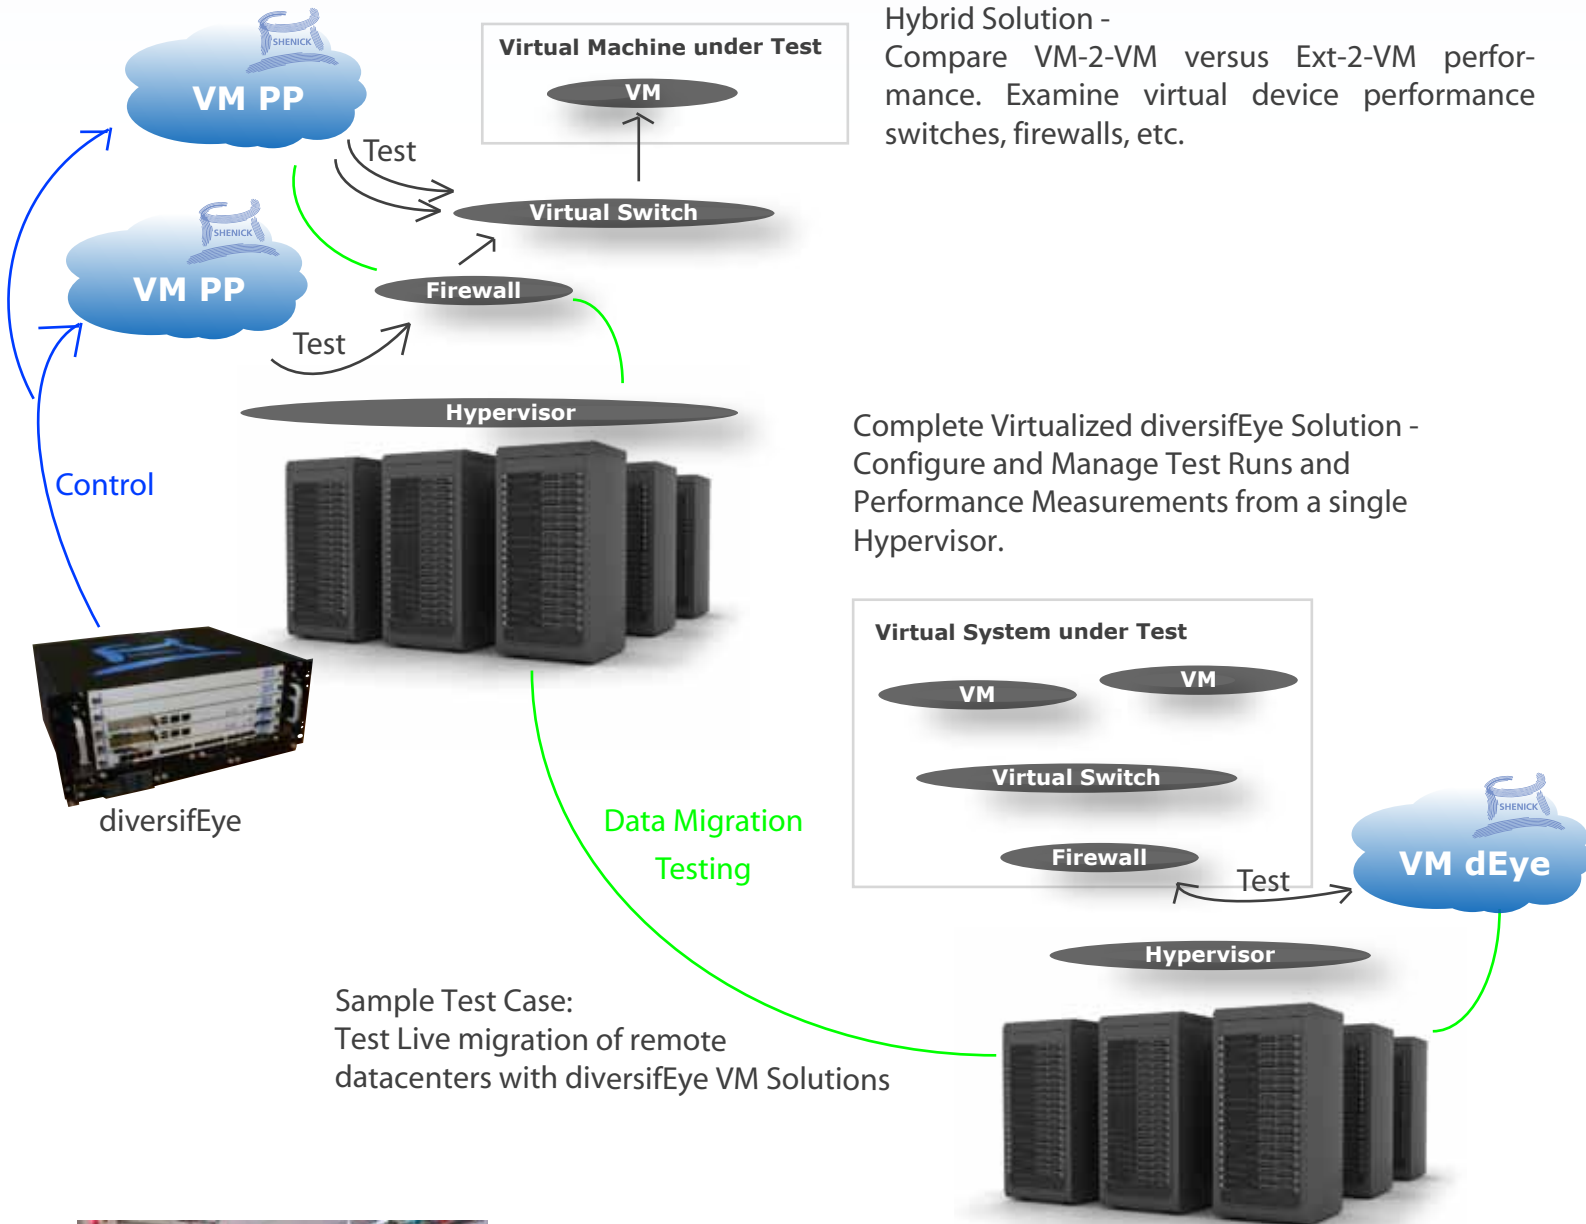 SHENICK
VM PP
Virtual Machine under Test
VM
Hybrid Solution -
Compare VM-2-VM versus Ext-2-VM perfor-
mance. Examine virtual device performance
switches, firewalls, etc.
Test
Virtual Switch
SHENICK
VM PP
Firewall
Test
Hypervisor
Control
Complete Virtualized diversifEye Solution -
Configure and Manage Test Runs and
Performance Measurements from a single
Hypervisor.
Virtual System under Test
VM
VM
Virtual Switch
Firewall
Test
SHENICK
VM dEye
diversifEye
Data Migration
Testing
Hypervisor
Sample Test Case:
Test Live migration of remote
datacenters with diversifEye VM Solutions